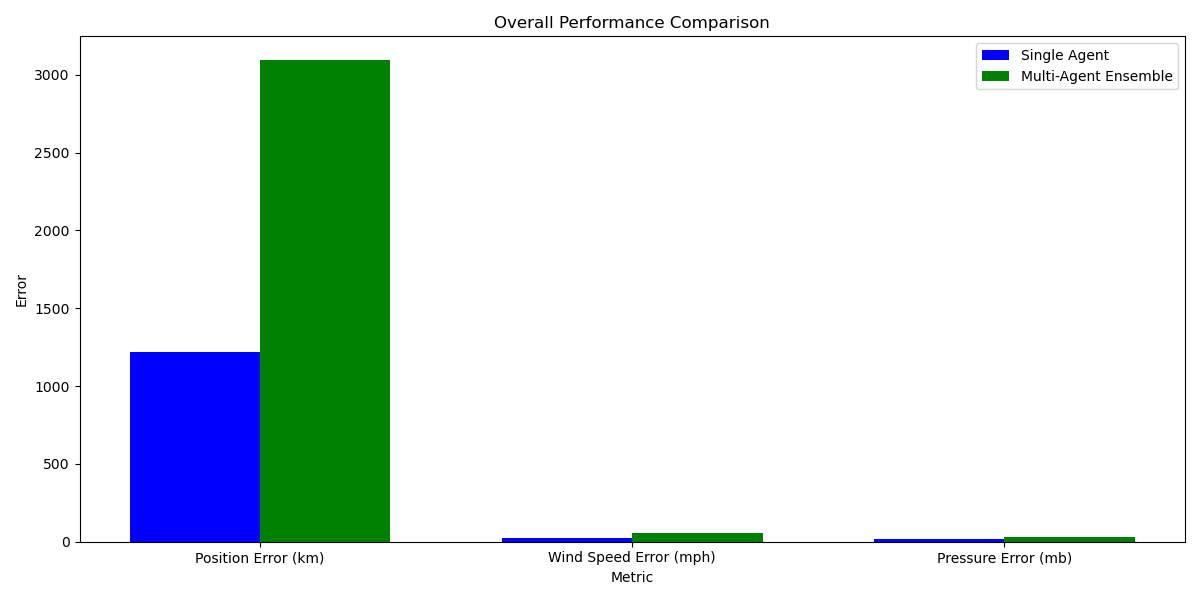 Overall Performance Comparison
Single Agent
Multi-Agent Ensemble
3000
2500
2000
1500
1000
500
0
Error
Position Error (km)
Wind Speed Error (mph)
Pressure Error (mb)
Metric